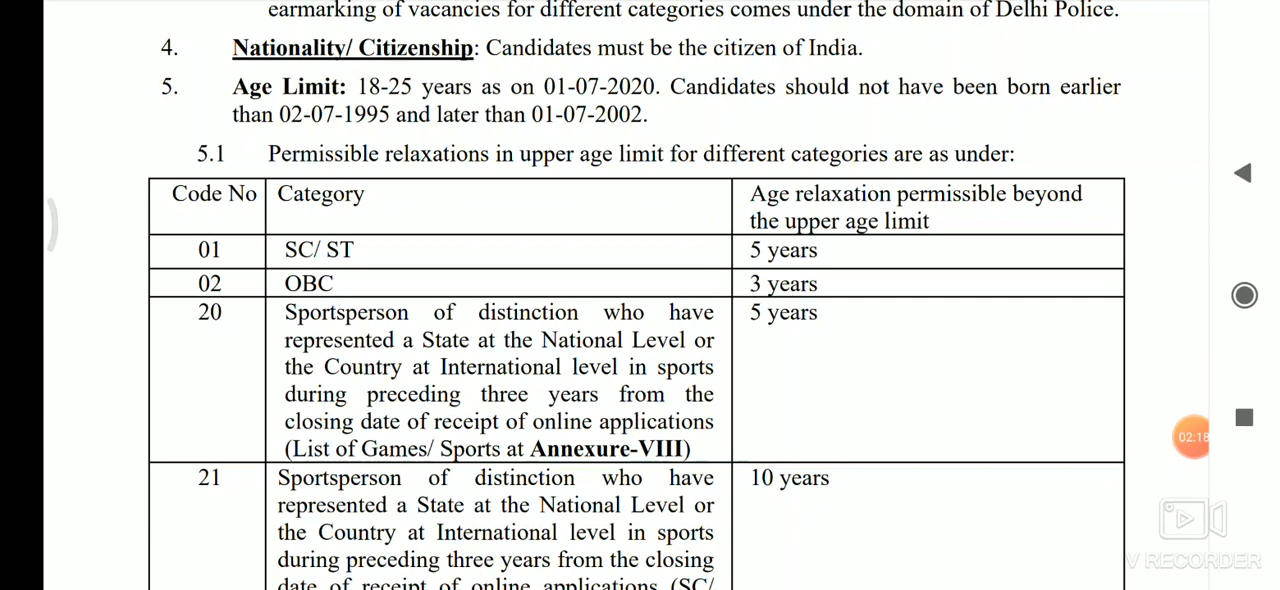 earmarking of vacancies for different categories comes under the domain of Delhi Police.
4. Nationality/ Citizenship: Candidates must be the citizen of India.
5. Age Limit: 18-25 years as on 01-07-2020. Candidates should not have been born earlier
than 02-07-1995 and later than 01-07-2002.
5.1 Permissible relaxations in upper age limit for different categories are as under:
Code No Category Age relaxation permissible beyond
the upper age limit
01 SC/ ST 5 years
02 OBC 3 years
20 Sportsperson of distinction who have 5 years
represented a State at the National Level or
the Country at International level in sports
during preceding three years from the
closing date of receipt of online applications
(List of Games/ Sports at Annexure-VIII)
21 Sportsperson of distinction who have 10 years
represented a State at the National Level or
the Country at International level in sports
during preceding three years from the closing
date of receipt of online applications (SC/
02:18
V RECORDER